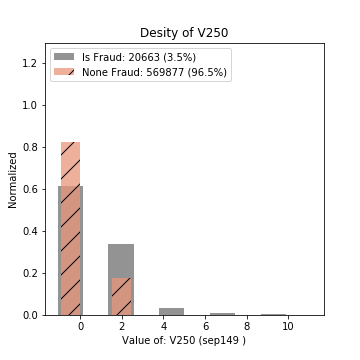 Desity of V250
Is Fraud: 20663 (3.5%)
None Fraud: 569877 (96.5%)
1.2
1.0
0.8
0.6
0.4
0.2
0.0
Normalized
0 2 4 6 8 10
Value of: V250 (sep149 )